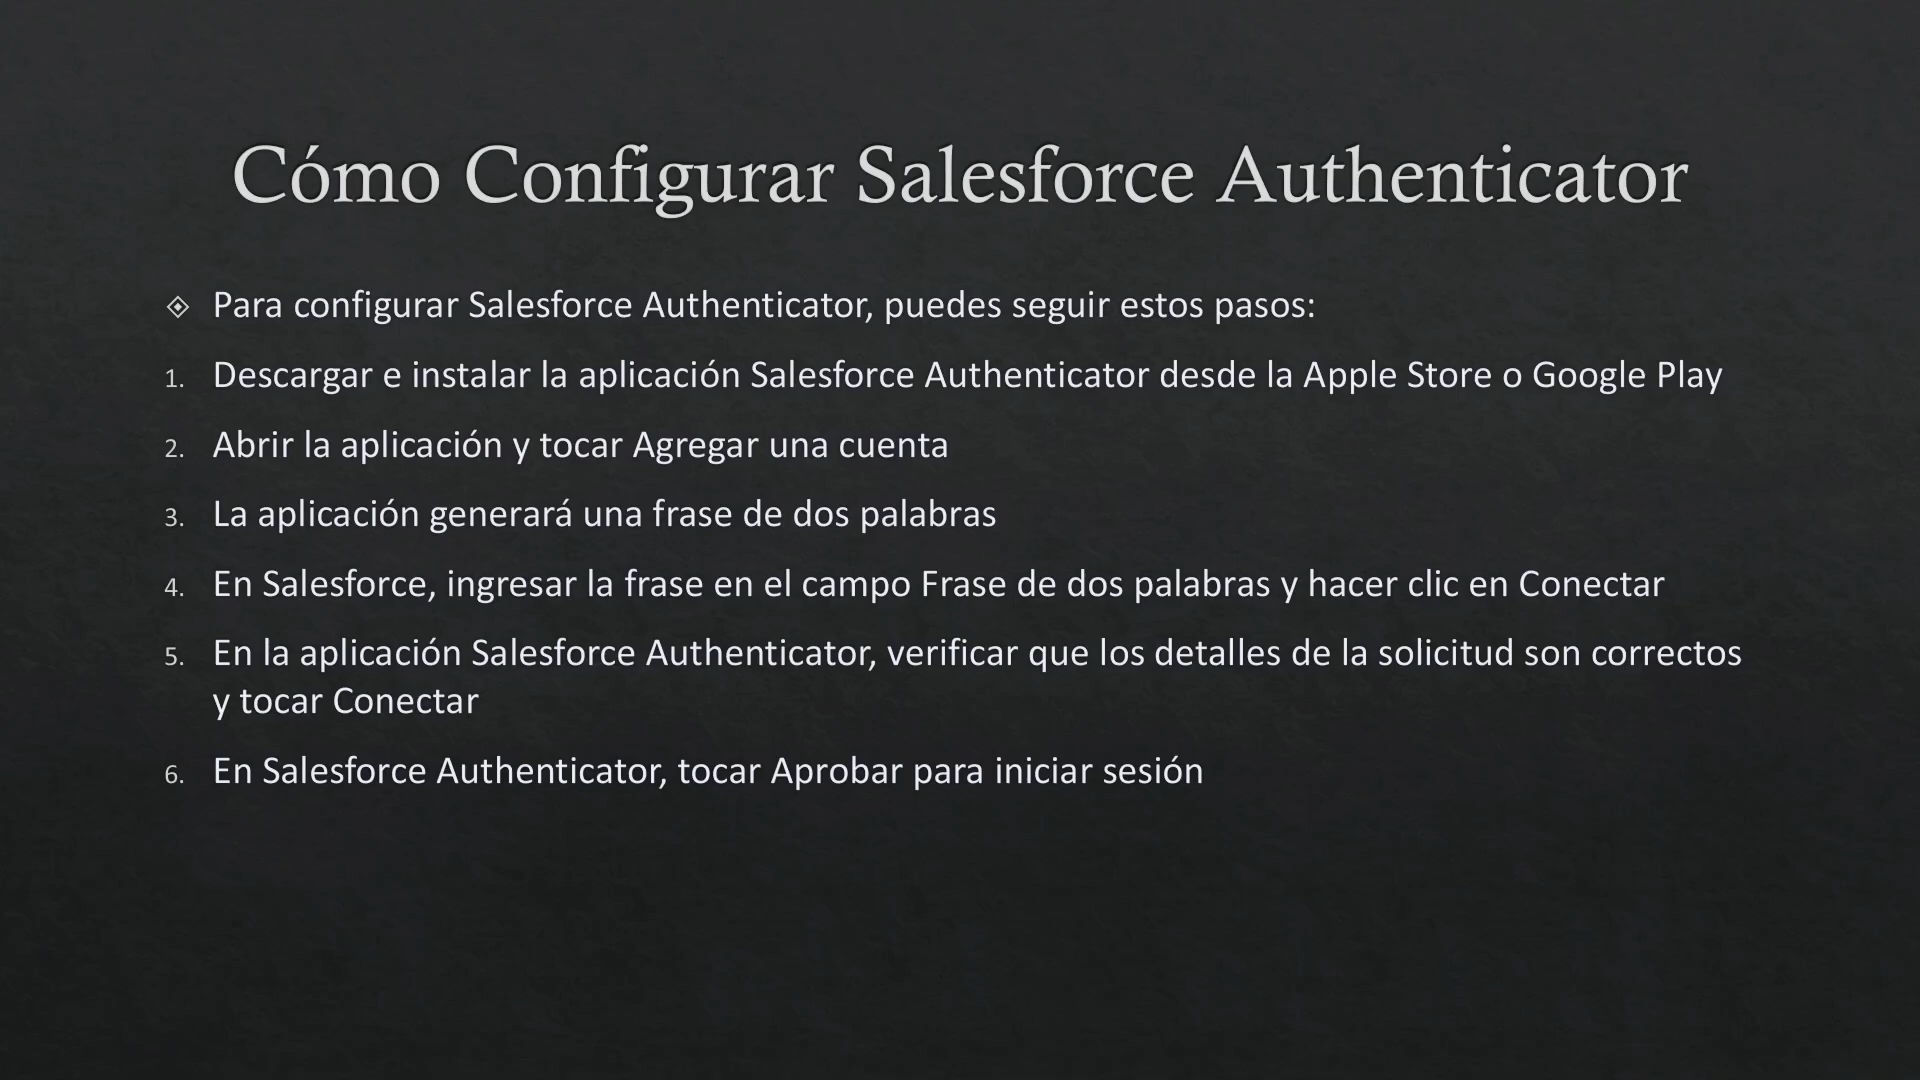 Cómo Configurar Salesforce Authenticator
Para configurar Salesforce Authenticator, puedes seguir estos pasos:
1. Descargar e instalar la aplicación Salesforce Authenticator desde la Apple Store o Google Play
2. Abrir la aplicación y tocar Agregar una cuenta
3. La aplicación generará una frase de dos palabras
4. En Salesforce, ingresar la frase en el campo Frase de dos palabras y hacer clic en Conectar
5. En la aplicación Salesforce Authenticator, verificar que los detalles de la solicitud son correctos
y tocar Conectar
6. En Salesforce Authenticator, tocar Aprobar para iniciar sesión